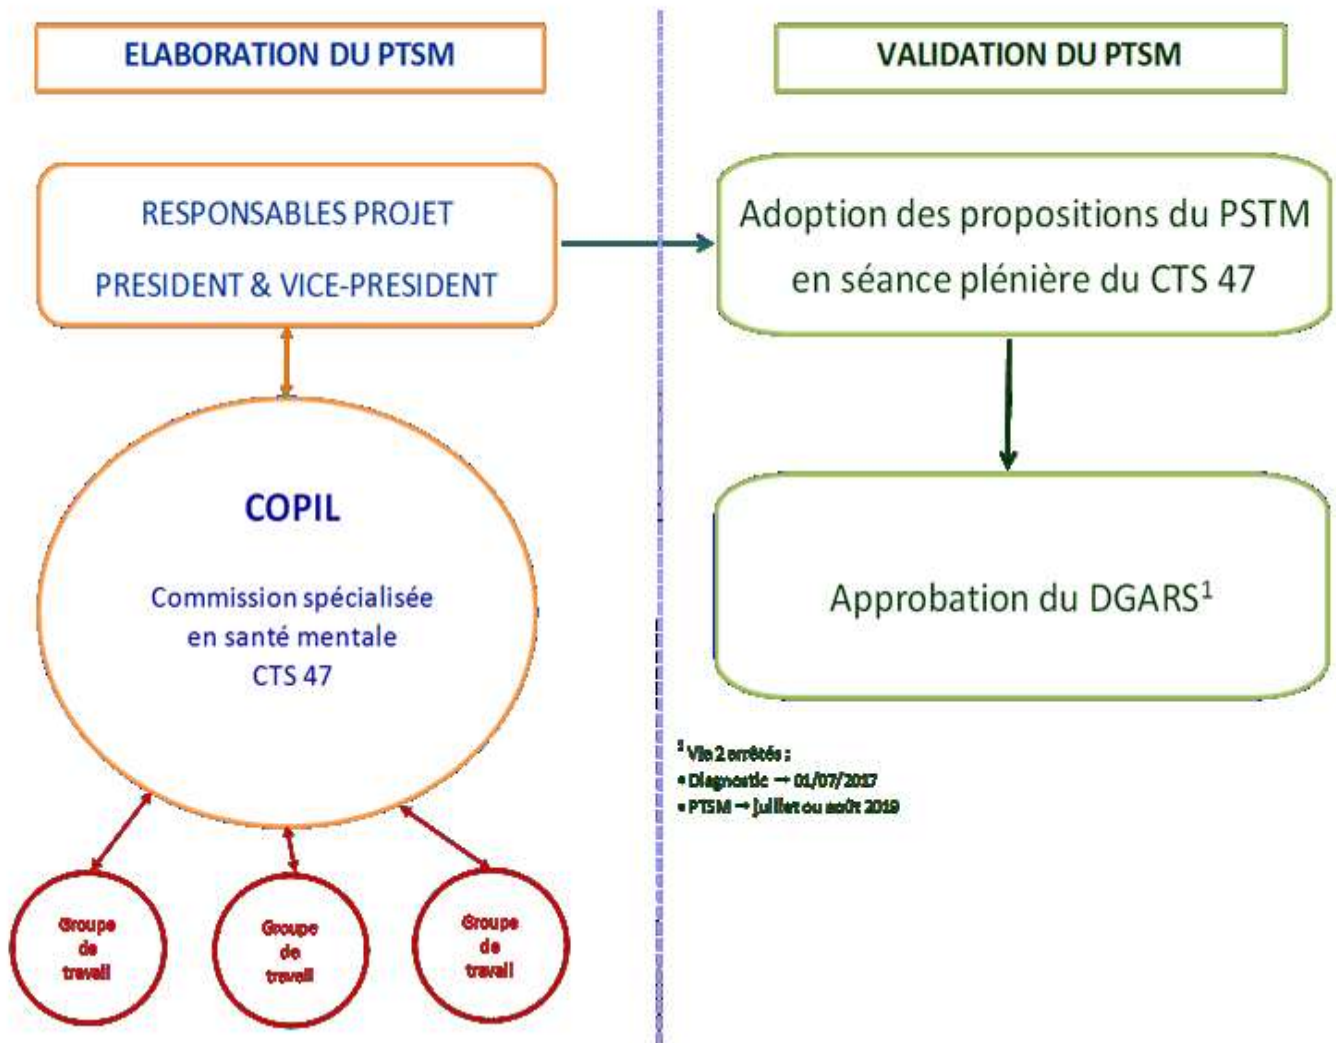 ELABORATION DU PTSM
RESPONSABLES PROJET
PRESIDENT & VICE-PRESIDENT
COPIL
Commission spécialisée
en santé mentale
CTS 47
Groupe
de
travail
Groupe
de
travail
Groupe
de
travail
VALIDATION DU PTSM
Adoption des propositions du PSTM
en séance plénière du CTS 47
Approbation du DGARS¹
¹ Via 2 arrêtés :
• Diagnostic → 01/07/2017
• PTSM → juillet ou août 2019